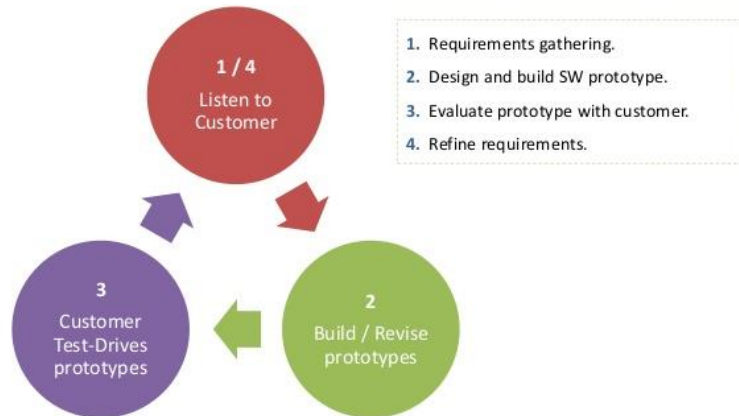 1 / 4
Listen to
Customer
1. Requirements gathering.
2. Design and build SW prototype.
3. Evaluate prototype with customer.
4. Refine requirements.
3
Customer
Test-Drives
prototypes
2
Build / Revise
prototypes